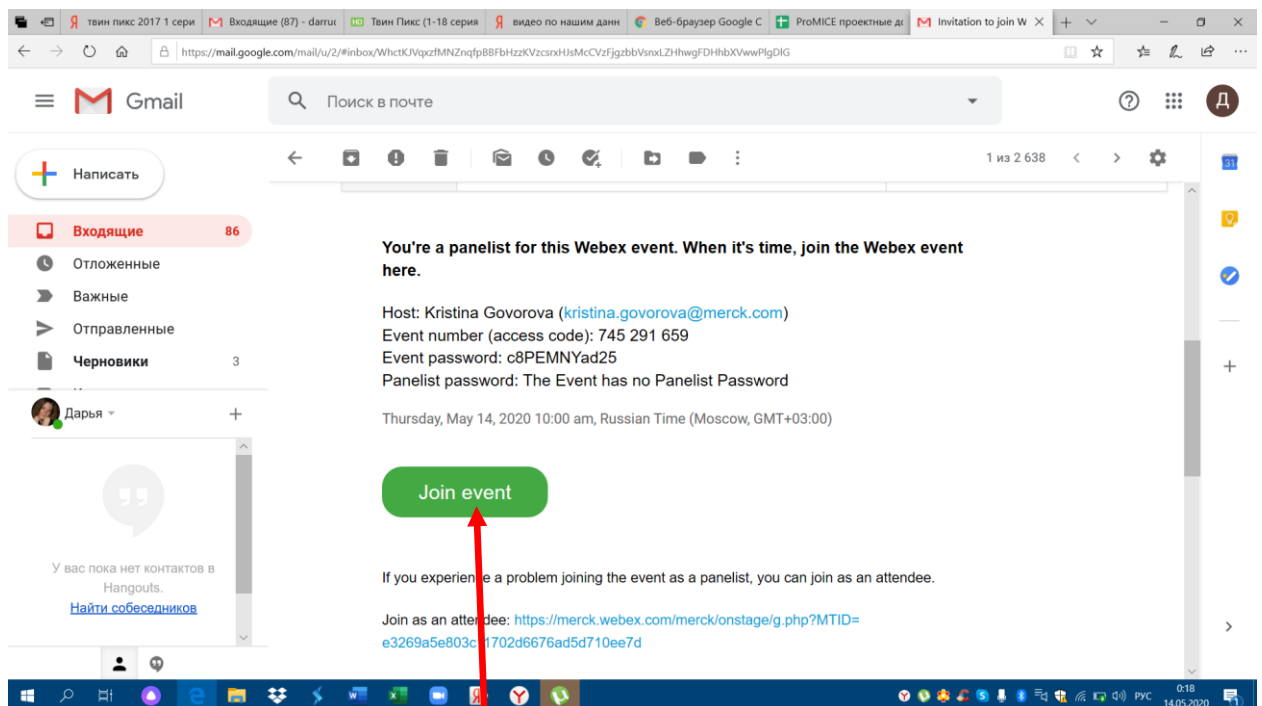 твин пикс 2017 1 сери
Входящие (87) - darruc
HD Твин Пикс (1-18 серия
видео по нашим данн
Веб-браузер Google C
ProMICE проектные до
Invitation to join W
https://mail.google.com/mail/u/2/#inbox/
Gmail
Поиск в почте
Д
Написать
1 из 2 638
31
Входящие 86
Отложенные
Важные
Отправленные
Черновики 3
Дарья
У вас пока нет контактов в
Hangouts.
Найти собеседников
You're a panelist for this Webex event. When it's time, join the Webex event
here.
Host: Kristina Govorova (kristina.govorova@merck.com)
Event number (access code): 745 291 659
Event password: c8PEMNYad25
Panelist password: The Event has no Panelist Password
Thursday, May 14, 2020 10:00 am, Russian Time (Moscow, GMT+03:00)
Join event
If you experience a problem joining the event as a panelist, you can join as an attendee.
Join as an attendee: https://merck.webex.com/merck/onstage/g.php?MTID=
РУС
0:18
14.05.2020